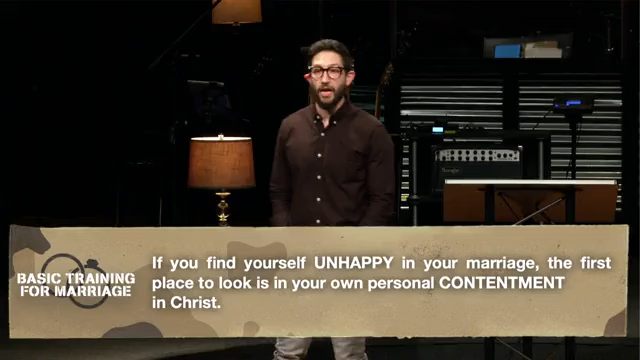 BASIC TRAINING
FOR MARRIAGE
If you find yourself UNHAPPY in your marriage, the first
place to look is in your own personal CONTENTMENT
in Christ.